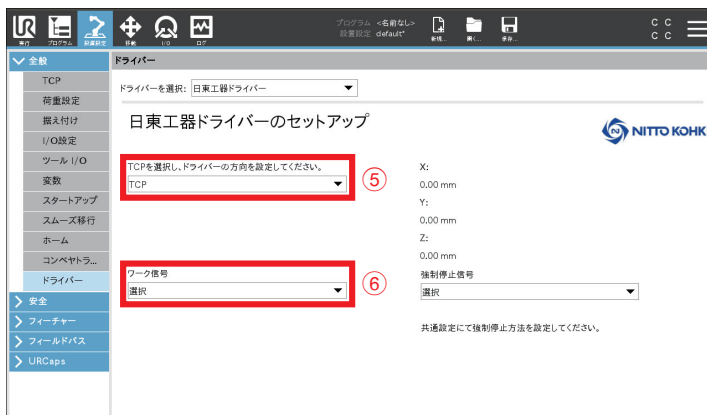 UR
プログラム <名前なし>
設置設定 default*
C C
C C
実行 プログラム 設置設定 移動 I/O ログ 新規... 開く... 保存...
全般
ドライバー
TCP
ドライバーを選択: 日東工器ドライバー
荷重設定
据え付け
日東工器ドライバーのセットアップ
NITTO KOHK
I/O設定
ツール I/O
TCPを選択し、ドライバーの方向を設定してください。
⑤
X:
変数
TCP
0.00 mm
スタートアップ
Y:
スムーズ移行
0.00 mm
ホーム
Z:
コンベヤトラ...
0.00 mm
ドライバー
ワーク信号
⑥
強制停止信号
安全
選択
選択
フィーチャー
共通設定にて強制停止方法を設定してください。
フィールドバス
URCaps